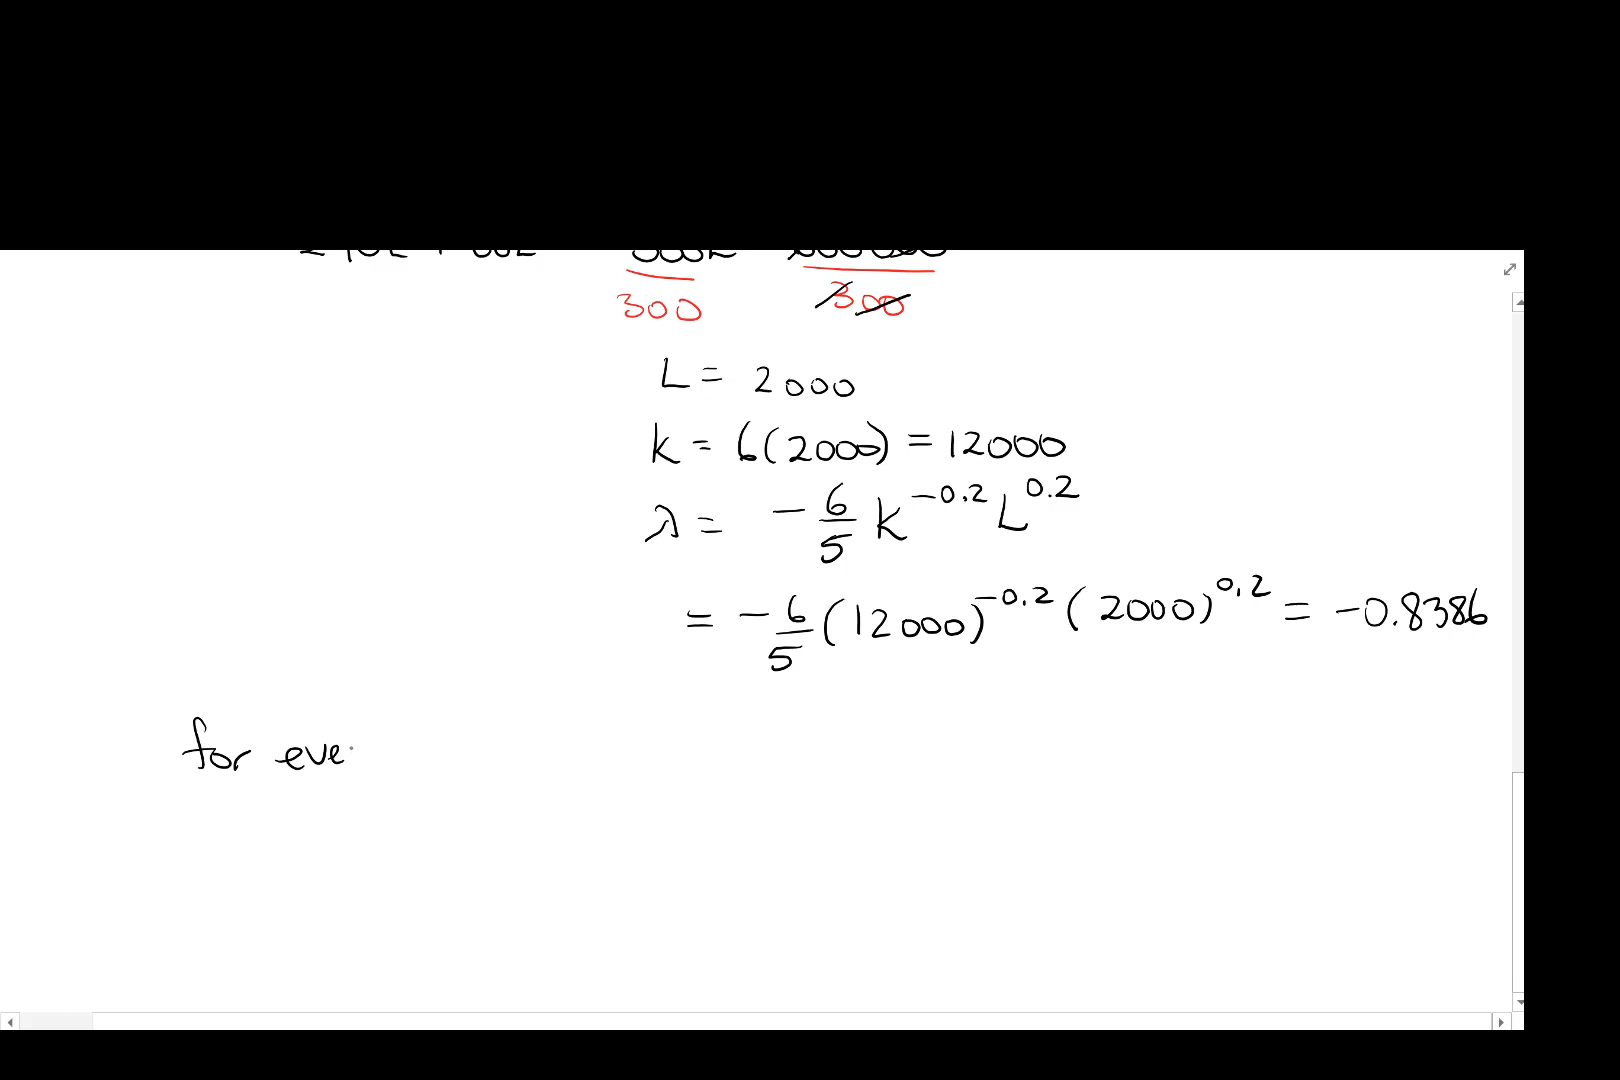 300 300
L = 2000
K = 6(2000) = 12000
λ = -6/5 K^-0.2 L^0.2
= -6/5 (12000)^-0.2 (2000)^0.2 = -0.8386
for eve